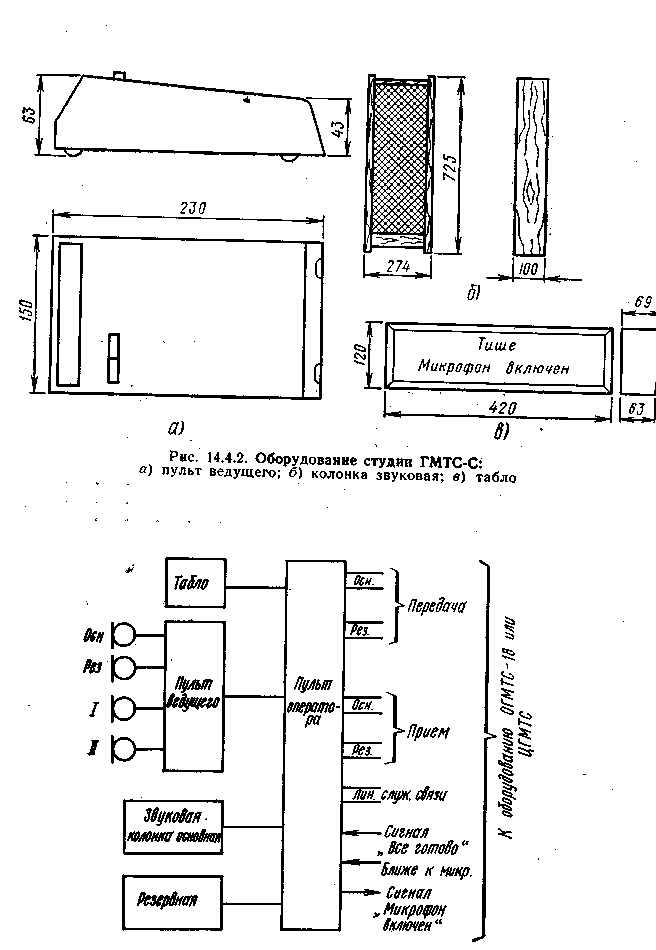 63
43
230
150
725
274
100
б)
Тише
Микрофон включен
120
420
69
63
а)
в)
Рис. 14.4.2. Оборудование студии ГМТС-С:
а) пульт ведущего; б) колонка звуковая; в) табло
Табло
Осн
Рез
I
II
Пульт
ведущего
Звуковая
колонка основная
Резервная
Пульт
операто-
ра
Осн.
Рез.
Передача
Осн.
Рез.
Прием
Лин. служ. связи
Сигнал
„Все готово“
Ближе к микр.
Сигнал
„Микрофон
включен“
К оборудованию ОГМТС-18 или
ЦГМТС